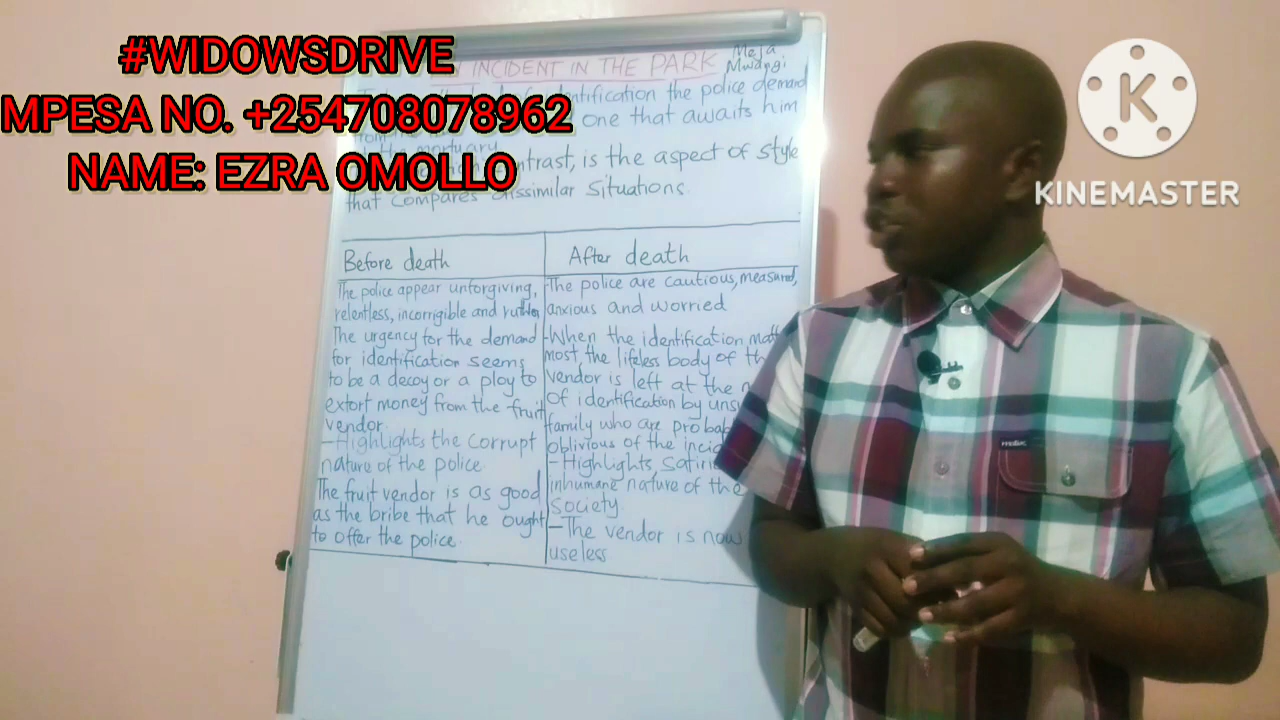 #WIDOWSDRIVE
MPESA NO. +254708078962
NAME: EZRA OMOLLO
K
KINEMASTER
INCIDENT IN THE PARK
Meja
Mwangi
identification the police demand
one that awaits him
from the
mortuary
contrast, is the aspect of style
that compares dissimilar situations.
Before death
The police appear unforgiving,
relentless, incorrigible and
The urgency for the demand
for identification seems
to be a decoy or a ploy to
extort money from the fruit
vendor.
-Highlights the corrupt
nature of the police.
The fruit vendor is as good
as the bribe that he ought
to offer the police.
After death
-The police are cautious, measured,
anxious and worried
-When the identification
most, the lifeless body of
vendor is left at the
of identification by
family who are
oblivious of the
-Highlights,
inhumane nature of the
society.
-The vendor is now
useless